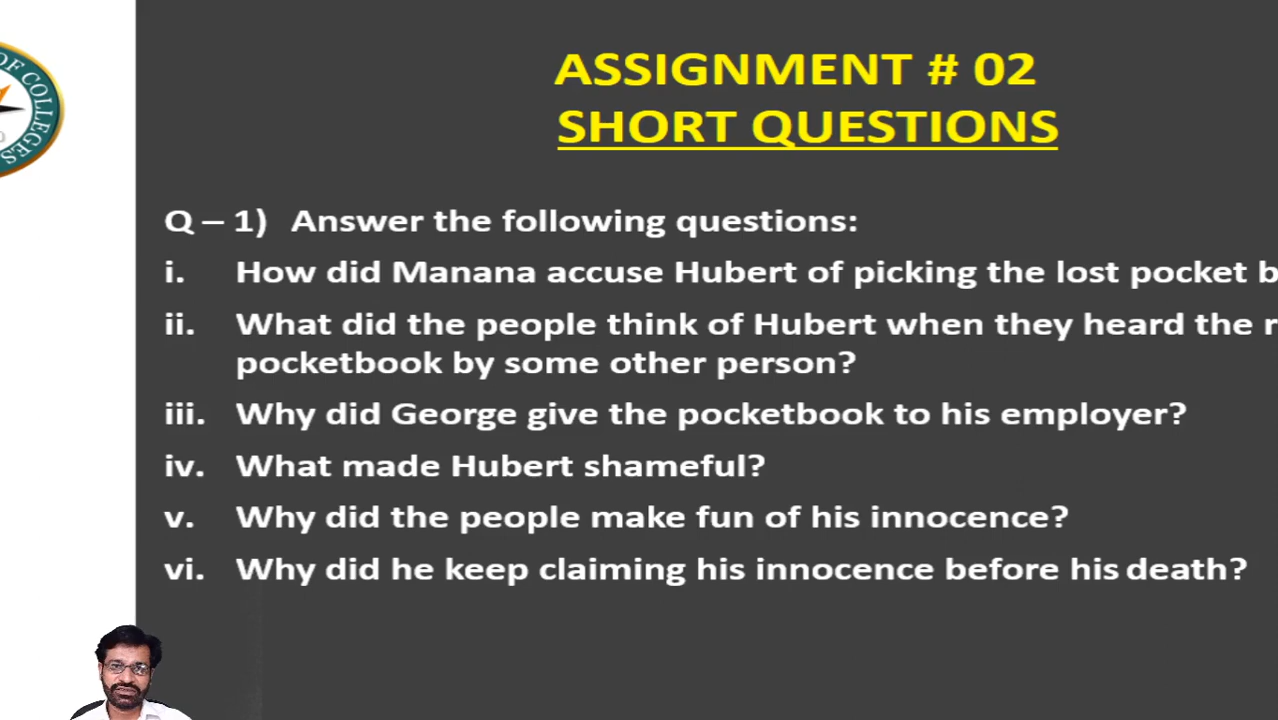 OF COLLEGES
ASSIGNMENT # 02
SHORT QUESTIONS
Q – 1) Answer the following questions:
i. How did Manana accuse Hubert of picking the lost pocket b
ii. What did the people think of Hubert when they heard the r
pocketbook by some other person?
iii. Why did George give the pocketbook to his employer?
iv. What made Hubert shameful?
v. Why did the people make fun of his innocence?
vi. Why did he keep claiming his innocence before his death?